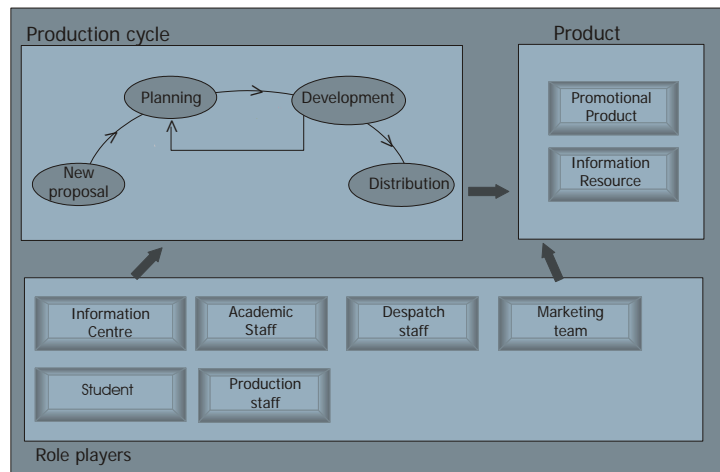 Production cycle
Product
Planning
Development
New
proposal
Distribution
Promotional
Product
Information
Resource
Information
Centre
Academic
Staff
Despatch
staff
Marketing
team
Student
Production
staff
Role players